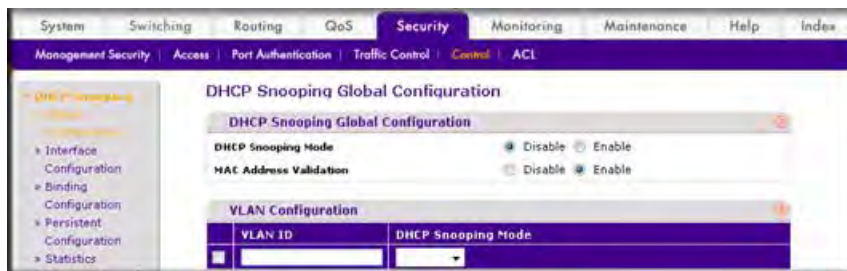 System Switching Routing QoS Security Monitoring Maintenance Help Index
Management Security Access Port Authentication Traffic Control Control ACL
DHCP Snooping Global Configuration
DHCP Snooping
» Interface
Configuration
» Binding
Configuration
» Persistent
Configuration
» Statistics
DHCP Snooping Global Configuration
DHCP Snooping Mode Disable Enable
MAC Address Validation Disable Enable
VLAN Configuration
VLAN ID DHCP Snooping Mode